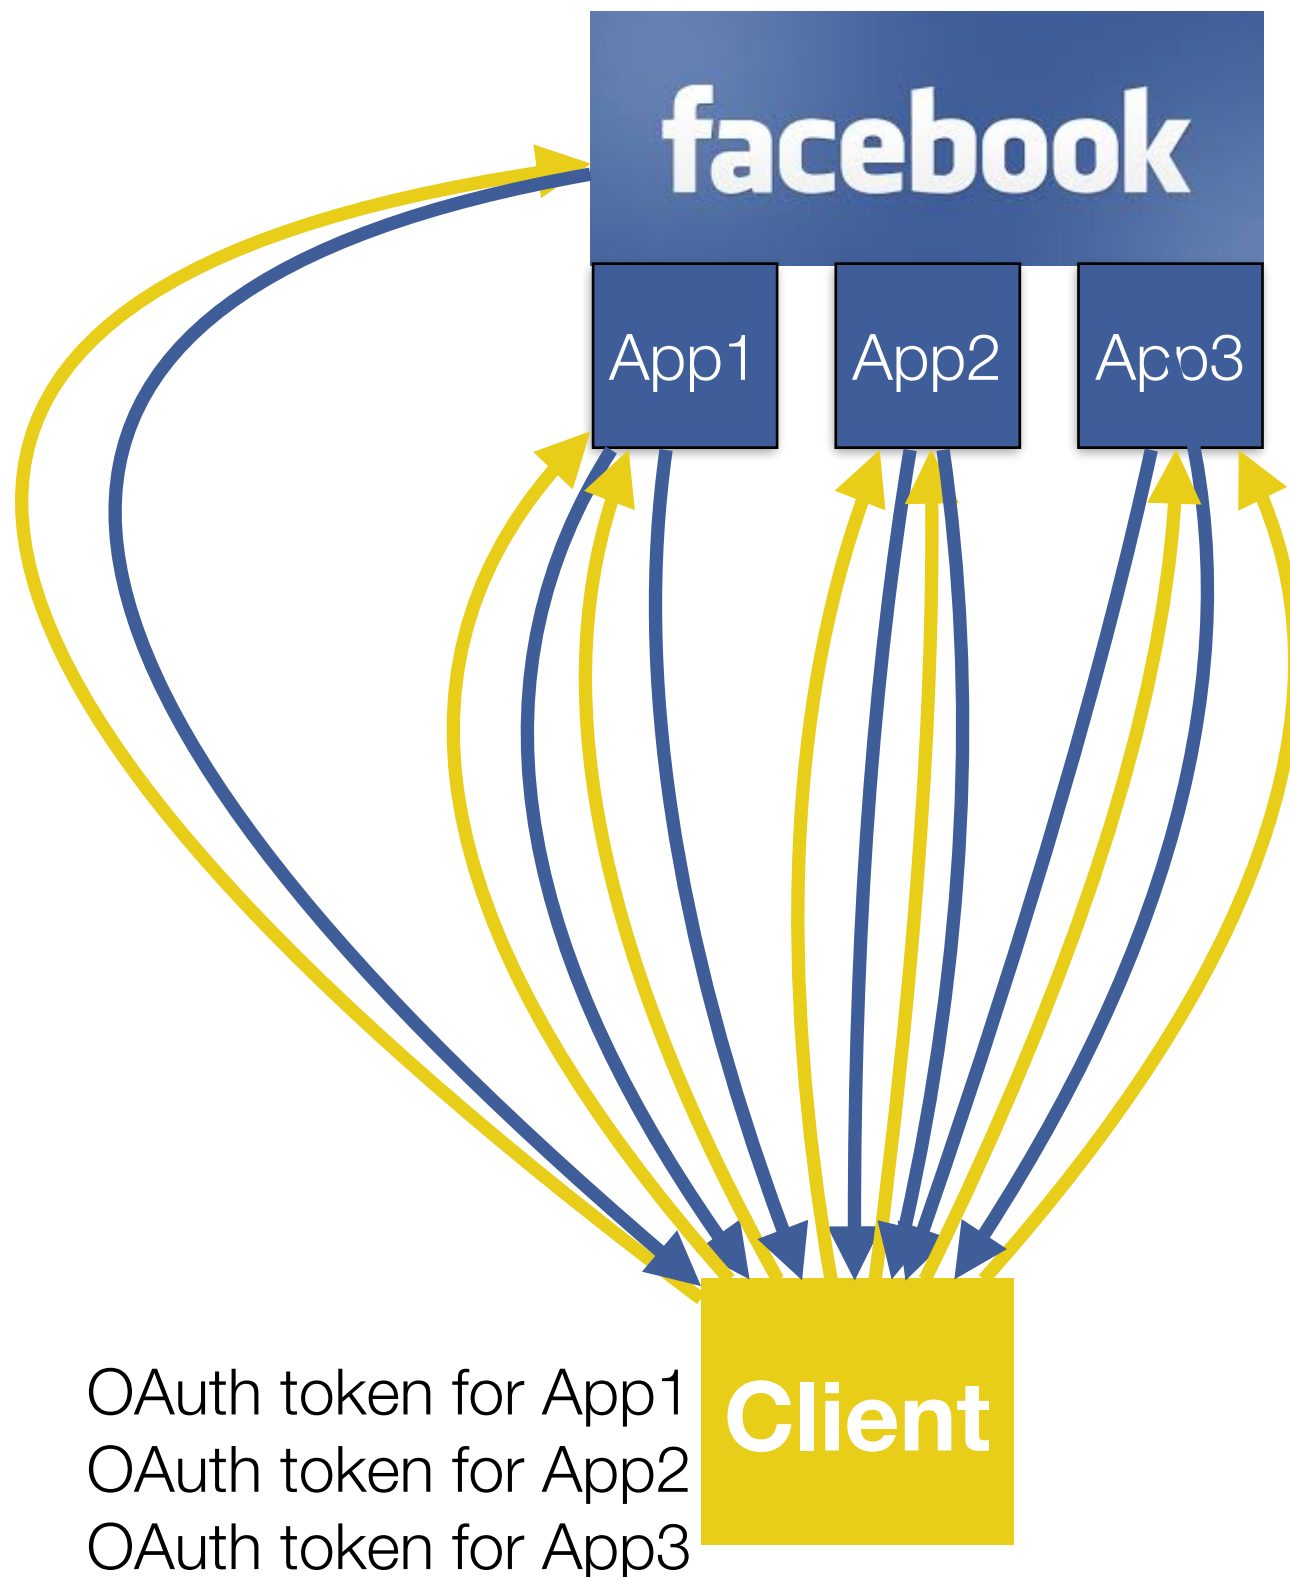 facebook
App1
App2
App3
OAuth token for App1
OAuth token for App2
OAuth token for App3
Client